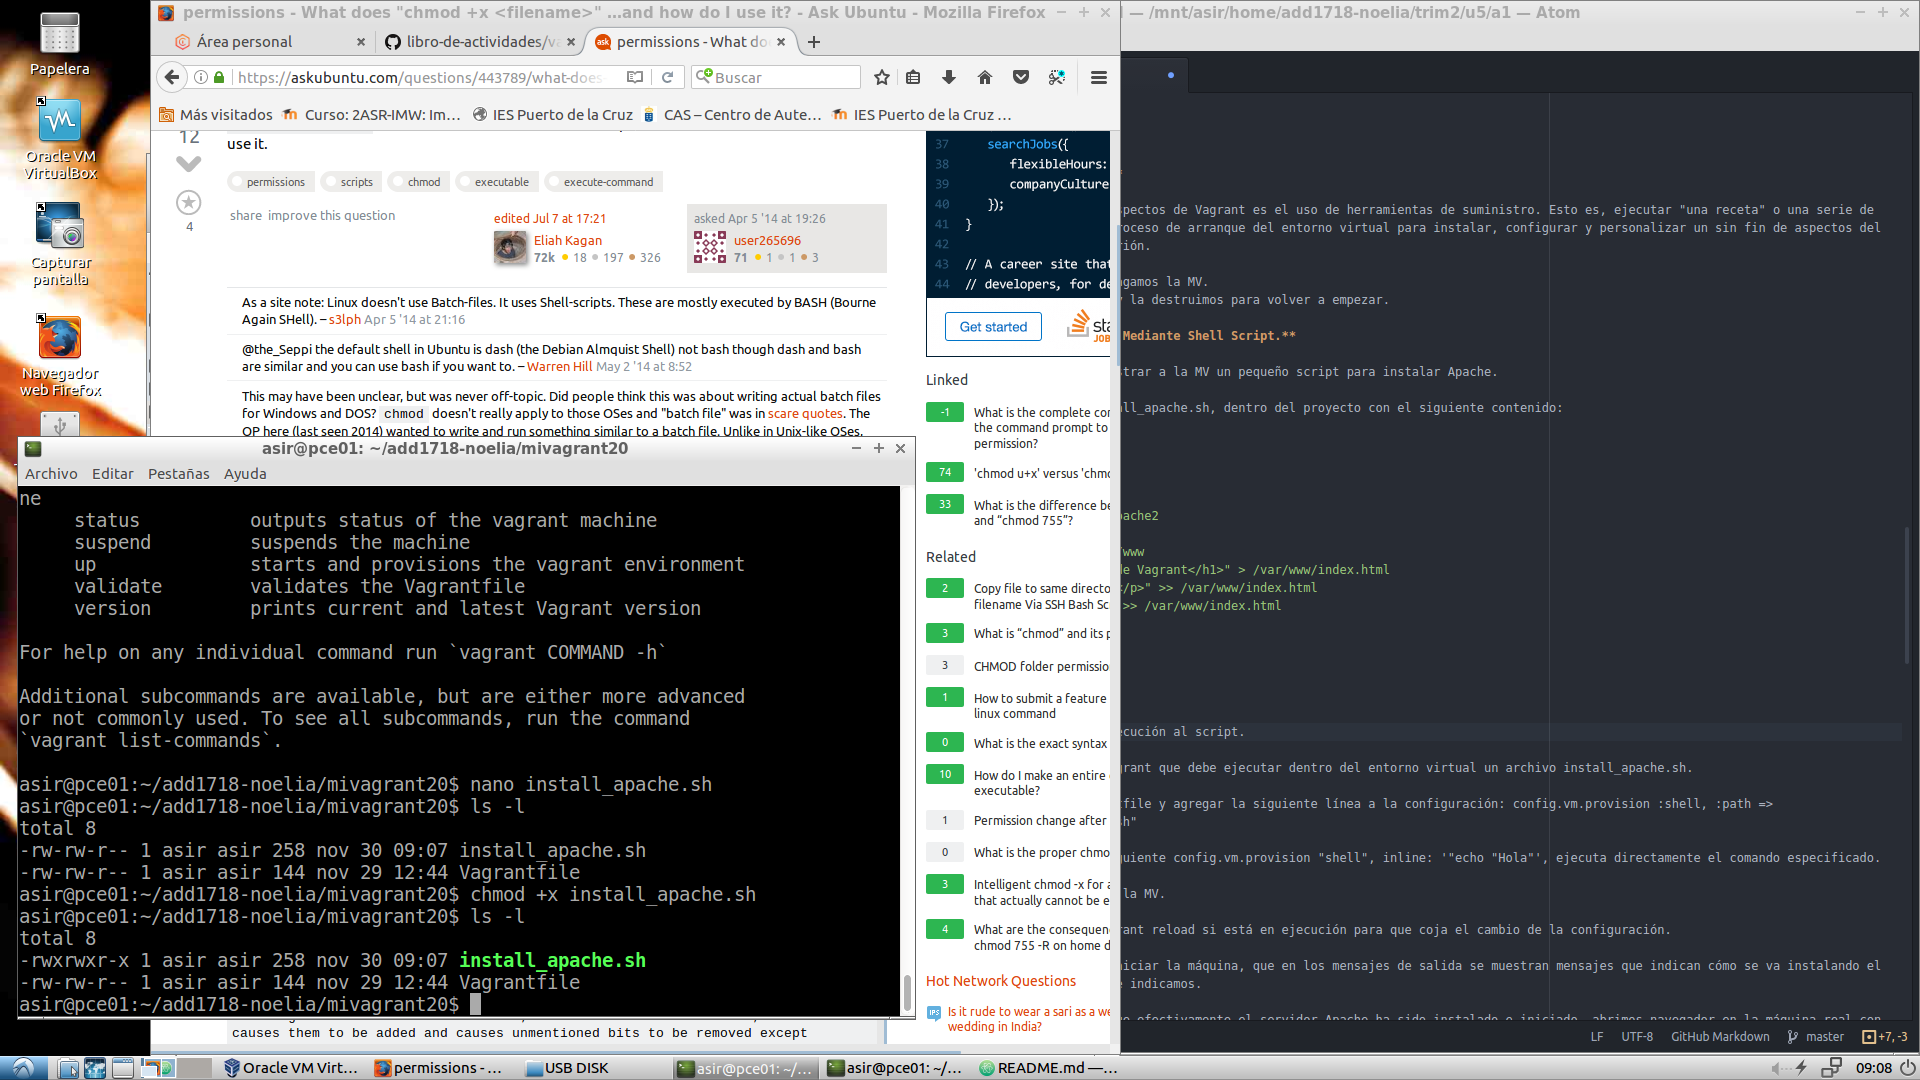 Papelera
Oracle VM
VirtualBox
Capturar
pantalla
Navegador
web Firefox
permissions - What does "chmod +x <filename>" ...and how do I use it? - Ask Ubuntu - Mozilla Firefox
Área personal
libro-de-actividades/va
permissions - What do
https://askubuntu.com/questions/443789/what-does
Buscar
Más visitados
Curso: 2ASR-IMW: Im...
IES Puerto de la Cruz
CAS – Centro de Aute...
IES Puerto de la Cruz ...
12
use it.
permissions
scripts
chmod
executable
execute-command
4
share improve this question
edited Jul 7 at 17:21
Eliah Kagan
72k 18 197 326
asked Apr 5 '14 at 19:26
user265696
71 1 1 3
As a site note: Linux doesn't use Batch-files. It uses Shell-scripts. These are mostly executed by BASH (Bourne
Again SHell). – s3lph Apr 5 '14 at 21:16
@the_Seppi the default shell in Ubuntu is dash (the Debian Almquist Shell) not bash though dash and bash
are similar and you can use bash if you want to. – Warren Hill May 2 '14 at 8:52
This may have been unclear, but was never off-topic. Did people think this was about writing actual batch files
for Windows and DOS? chmod doesn't really apply to those OSes and "batch file" was in scare quotes. The
OP here (last seen 2014) wanted to write and run something similar to a batch file. Unlike in Unix-like OSes,
37 searchJobs({
38 flexibleHours:
39 companyCulture
40 });
41 }
42
43 // A career site that
44 // developers, for de
Get started
sta
JOB
Linked
-1 What is the complete co
the command prompt to
permission?
74 'chmod u+x' versus 'chmo
33 What is the difference be
and “chmod 755”?
Related
2 Copy file to same directo
filename Via SSH Bash Sc
3 What is “chmod” and its p
3 CHMOD folder permissio
1 How to submit a feature
linux command
0 What is the exact syntax
10 How do I make an entire
executable?
1 Permission change after
0 What is the proper chmo
3 Intelligent chmod -x for a
that actually cannot be e
4 What are the consequenc
chmod 755 -R on home d
Hot Network Questions
Is it rude to wear a sari as a we
wedding in India?
causes them to be added and causes unmentioned bits to be removed except
asir@pce01: ~/add1718-noelia/mivagrant20
Archivo Editar Pestañas Ayuda
ne
status outputs status of the vagrant machine
suspend suspends the machine
up starts and provisions the vagrant environment
validate validates the Vagrantfile
version prints current and latest Vagrant version
For help on any individual command run `vagrant COMMAND -h`
Additional subcommands are available, but are either more advanced
or not commonly used. To see all subcommands, run the command
`vagrant list-commands`.
asir@pce01:~/add1718-noelia/mivagrant20$ nano install_apache.sh
asir@pce01:~/add1718-noelia/mivagrant20$ ls -l
total 8
-rw-rw-r-- 1 asir asir 258 nov 30 09:07 install_apache.sh
-rw-rw-r-- 1 asir asir 144 nov 29 12:44 Vagrantfile
asir@pce01:~/add1718-noelia/mivagrant20$ chmod +x install_apache.sh
asir@pce01:~/add1718-noelia/mivagrant20$ ls -l
total 8
-rwxrwxr-x 1 asir asir 258 nov 30 09:07 install_apache.sh
-rw-rw-r-- 1 asir asir 144 nov 29 12:44 Vagrantfile
asir@pce01:~/add1718-noelia/mivagrant20$
— /mnt/asir/home/add1718-noelia/trim2/u5/a1 — Atom
spectos de Vagrant es el uso de herramientas de suministro. Esto es, ejecutar "una receta" o una serie de
roceso de arranque del entorno virtual para instalar, configurar y personalizar un sin fin de aspectos del
rión.
agamos la MV.
y la destruimos para volver a empezar.
Mediante Shell Script.**
strar a la MV un pequeño script para instalar Apache.
all_apache.sh, dentro del proyecto con el siguiente contenido:
pache2
/www
de Vagrant</h1>" > /var/www/index.html
</p>" >> /var/www/index.html
>> /var/www/index.html
ecución al script.
grant que debe ejecutar dentro del entorno virtual un archivo install_apache.sh.
tfile y agregar la siguiente línea a la configuración: config.vm.provision :shell, :path =>
sh"
guiente config.vm.provision "shell", inline: '"echo "Hola"', ejecuta directamente el comando especificado.
la MV.
rant reload si está en ejecución para que coja el cambio de la configuración.
niciar la máquina, que en los mensajes de salida se muestran mensajes que indican cómo se va instalando el
e indicamos.
ue efectivamente el servidor Apache ha sido instalado e iniciado, abrimos navegador en la máquina real con
LF UTF-8 GitHub Markdown master +7, -3
Oracle VM Virt...
permissions - ...
USB DISK
asir@pce01: ~/...
asir@pce01: ~/...
README.md —...
09:08